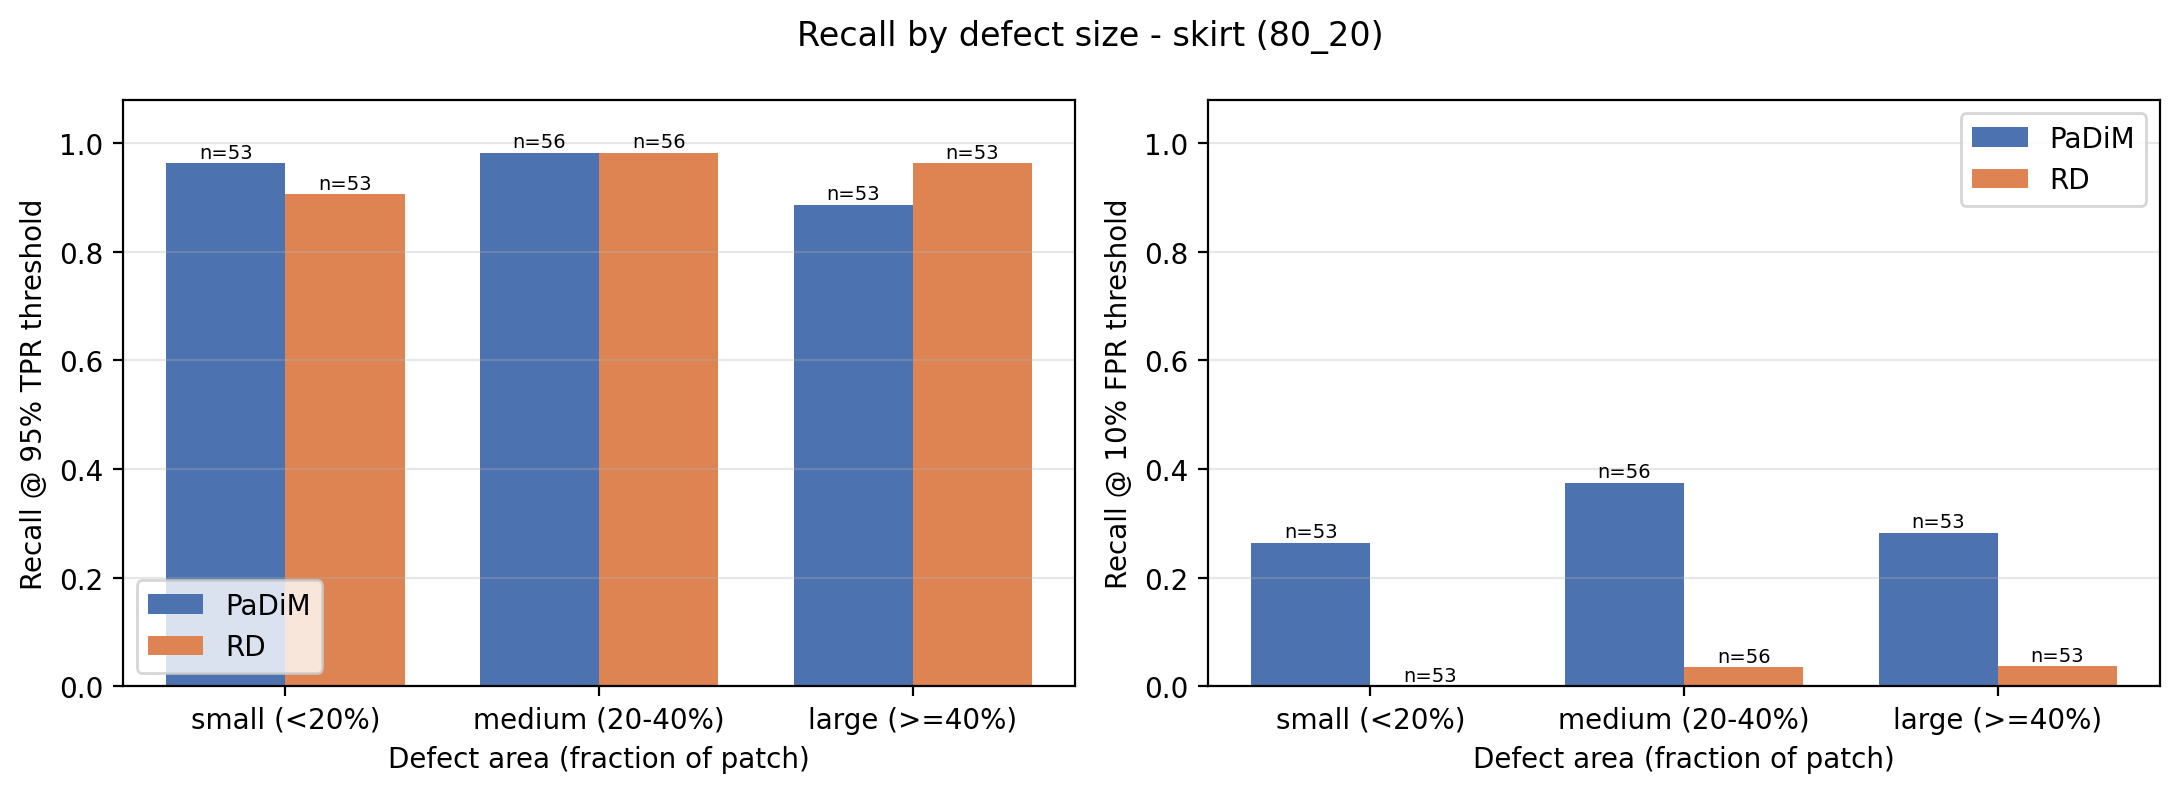 Recall by defect size - skirt (80_20)
Recall @ 95% TPR threshold
1.0
0.8
0.6
0.4
0.2
0.0
n=53
n=53
n=56
n=56
n=53
n=53
PaDiM
RD
small (<20%)
medium (20-40%)
large (>=40%)
Defect area (fraction of patch)
Recall @ 10% FPR threshold
1.0
0.8
0.6
0.4
0.2
0.0
n=53
n=53
n=56
n=56
n=53
n=53
PaDiM
RD
small (<20%)
medium (20-40%)
large (>=40%)
Defect area (fraction of patch)